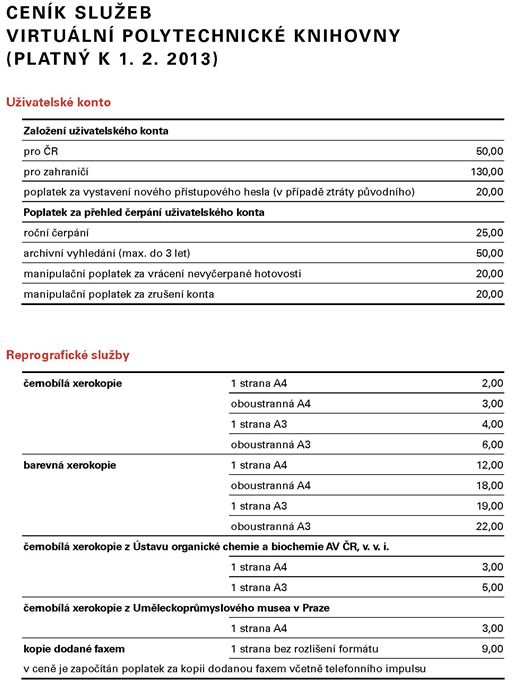 CENÍK SLUŽEB
VIRTUÁLNÍ POLYTECHNICKÉ KNIHOVNY
(PLATNÝ K 1. 2. 2013)
Uživatelské konto
Založení uživatelského konta
pro ČR 50,00
pro zahraničí 130,00
poplatek za vystavení nového přístupového hesla (v případě ztráty původního) 20,00
Poplatek za přehled čerpání uživatelského konta
roční čerpání 25,00
archivní vyhledání (max. do 3 let) 50,00
manipulační poplatek za vrácení nevyčerpané hotovosti 20,00
manipulační poplatek za zrušení konta 20,00
Reprografické služby
černobílá xerokopie 1 strana A4 2,00
oboustranná A4 3,00
1 strana A3 4,00
oboustranná A3 6,00
barevná xerokopie 1 strana A4 12,00
oboustranná A4 18,00
1 strana A3 19,00
oboustranná A3 22,00
černobílá xerokopie z Ústavu organické chemie a biochemie AV ČR, v. v. i.
1 strana A4 3,00
1 strana A3 5,00
černobílá xerokopie z Uměleckoprůmyslového musea v Praze
1 strana A4 3,00
kopie dodané faxem 1 strana bez rozlišení formátu 9,00
v ceně je započítán poplatek za kopii dodanou faxem včetně telefonního impulsu